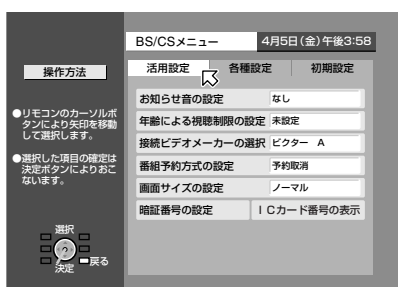 BS/CSメニュー
4月5日(金)午後3:58
操作方法
活用設定
各種設定
初期設定
お知らせ音の設定
なし
年齢による視聴制限の設定
未設定
接続ビデオメーカーの選択
ビクター A
番組予約方式の設定
予約取消
画面サイズの設定
ノーマル
暗証番号の設定
ICカード番号の表示
●リモコンのカーソルボ
タンにより矢印を移動
して選択します。
●選択した項目の確定は
決定ボタンによりおこ
ないます。
選択
決定
戻る